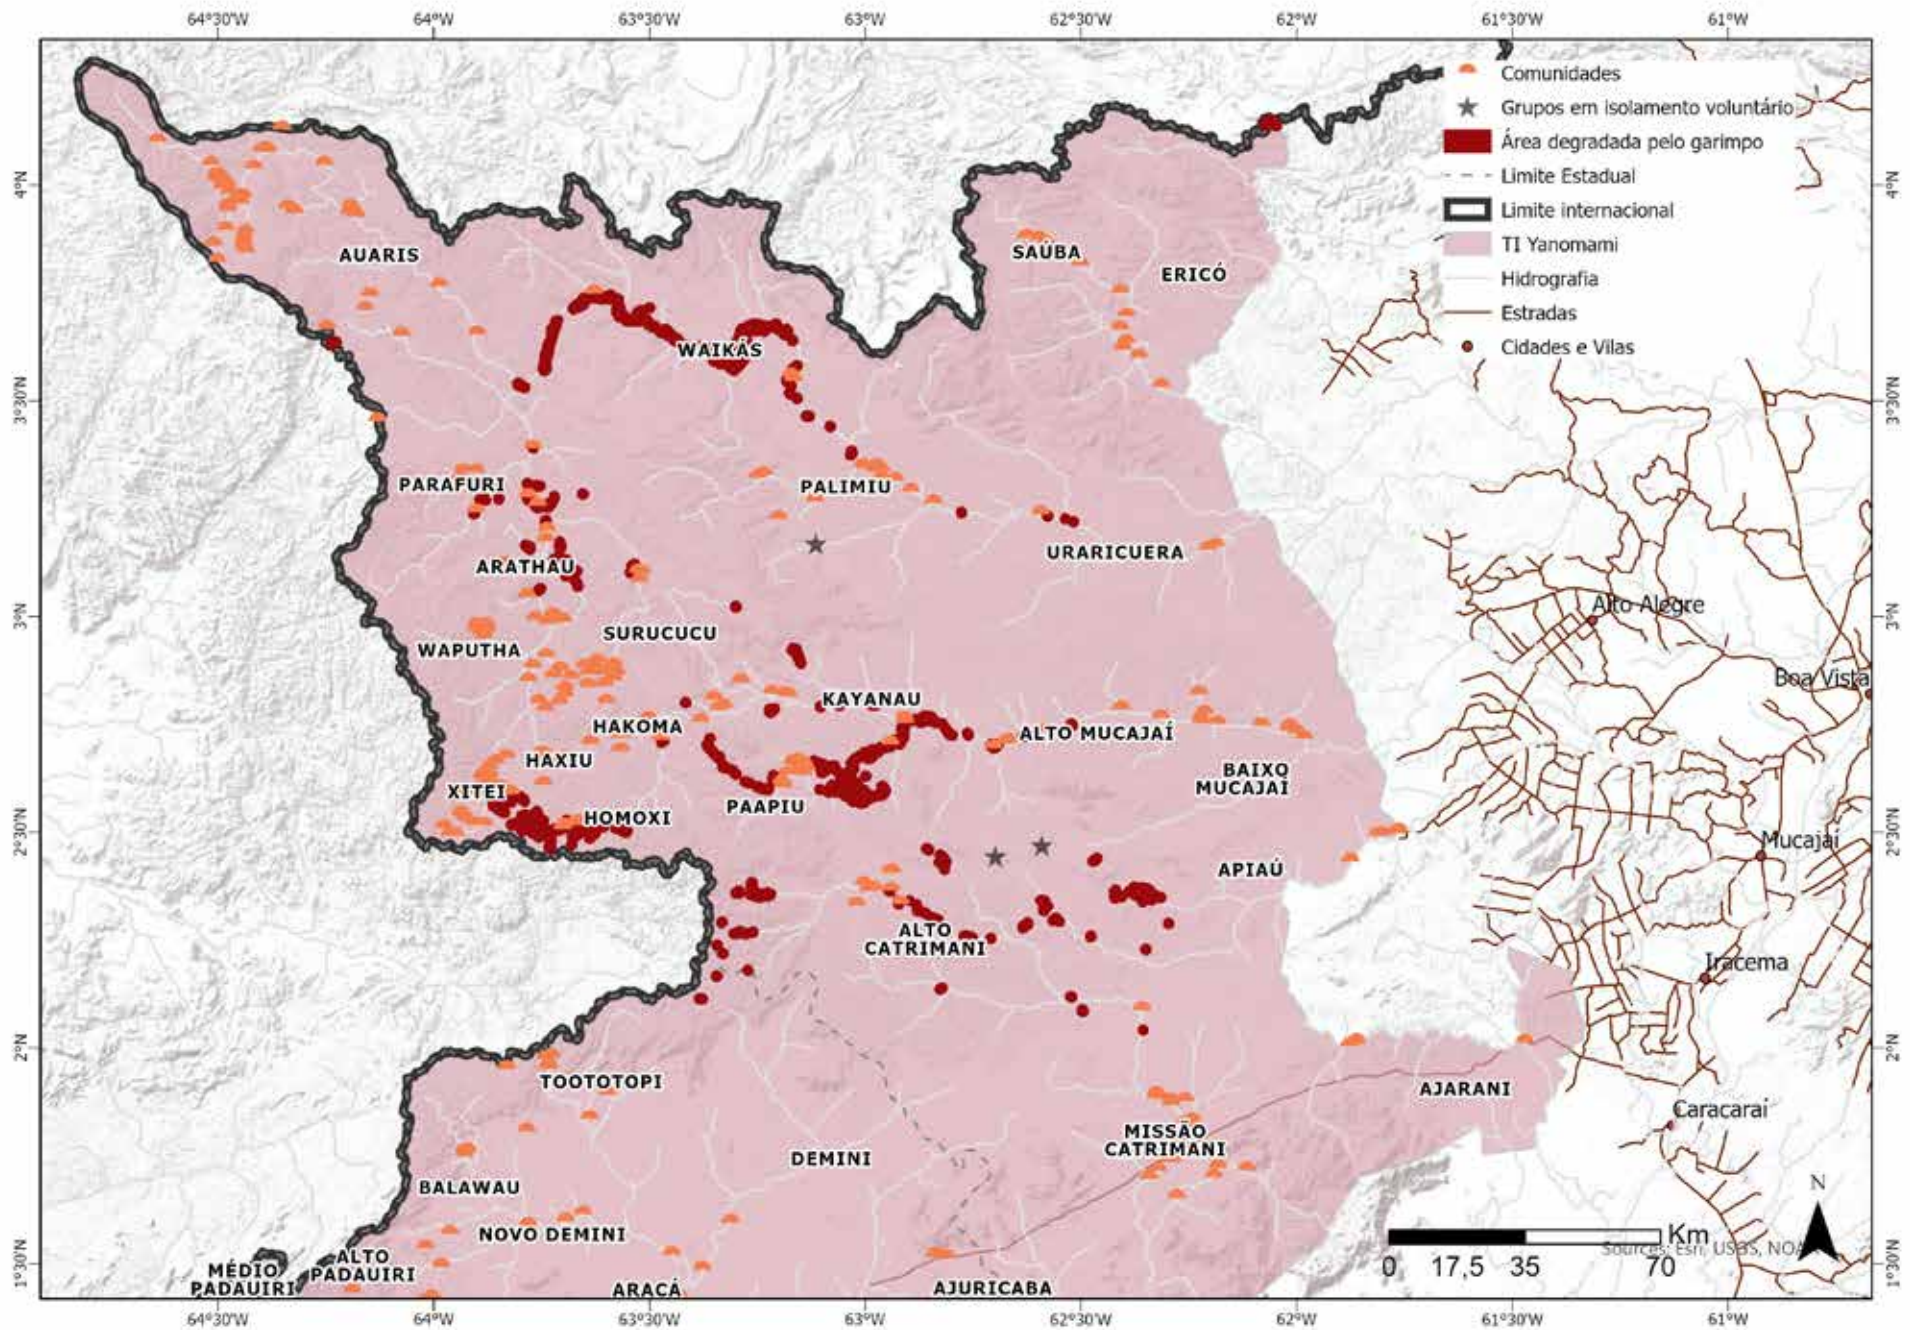 64°30'W 64°W 63°30'W 63°W 62°30'W 62°W 61°30'W 61°W
Comunidades
Grupos em isolamento voluntário
Área degradada pelo garimpo
Limite Estadual
Limite internacional
TI Yanomami
Hidrografia
Estradas
Cidades e Vilas
4°N
4°N
AUARIS
SAÚBA
ERICÓ
WAIKÁS
3°30'N
3°30'N
PARAFURI
PALIMIU
URARICUERA
ARATHAU
3°N
3°N
Alto Alegre
SURUCUCU
WAPUTHA
Boa Vista
KAYANAU
HAKOMA
ALTO MUCAJAÍ
HAXIU
BAIXO
MUCAJAÍ
XITEI
PAAPIU
HOMOXI
2°30'N
2°30'N
Mucajaí
APIAÚ
ALTO
CATRIMANI
Iracema
2°N
2°N
TOOTOTOPI
AJARANI
Caracaraí
MISSÃO
CATRIMANI
DEMINI
BALAWAU
N
NOVO DEMINI
Km
Sources: Esri, USGS, NOA
0 17,5 35 70
1°30'N
1°30'N
MÉDIO
PADAUIRI
ALTO
PADAUIRI
ARACÁ
AJURICABA
64°30'W 64°W 63°30'W 63°W 62°30'W 62°W 61°30'W 61°W